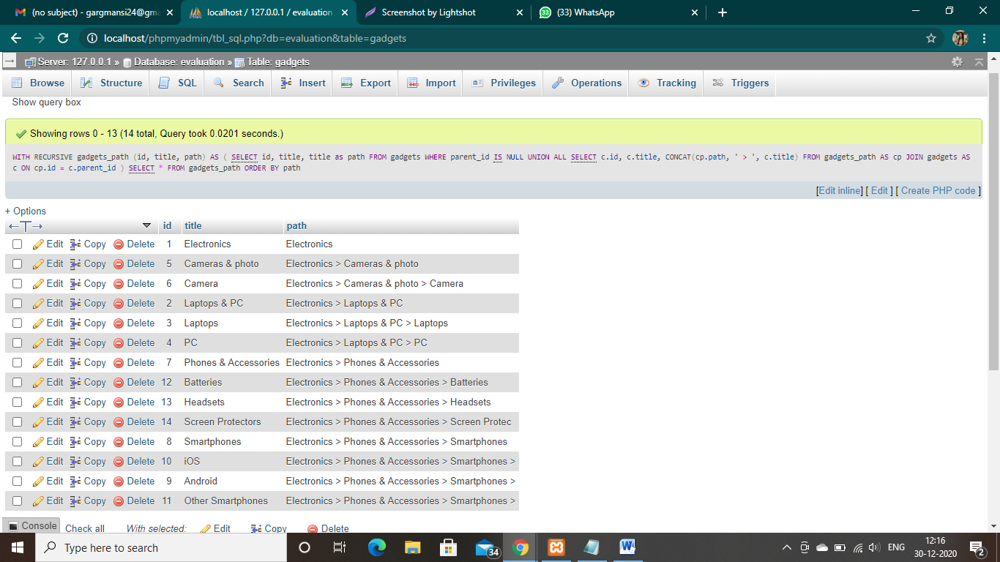 (no subject) - gargmansi24@gma
localhost / 127.0.0.1 / evaluation
Screenshot by Lightshot
(33) WhatsApp
localhost/phpmyadmin/tbl_sql.php?db=evaluation&table=gadgets
Server: 127.0.0.1 » Database: evaluation » Table: gadgets
Browse Structure SQL Search Insert Export Import Privileges Operations Tracking Triggers
Show query box
Showing rows 0 - 13 (14 total, Query took 0.0201 seconds.)
WITH RECURSIVE gadgets_path (id, title, path) AS ( SELECT id, title, title as path FROM gadgets WHERE parent_id IS NULL UNION ALL SELECT c.id, c.title, CONCAT(cp.path, ' > ', c.title) FROM gadgets_path AS cp JOIN gadgets AS
c ON cp.id = c.parent_id ) SELECT * FROM gadgets_path ORDER BY path
[Edit inline] [ Edit ] [ Create PHP code ]
+ Options
←T→ id title path
Edit Copy Delete 1 Electronics Electronics
Edit Copy Delete 5 Cameras & photo Electronics > Cameras & photo
Edit Copy Delete 6 Camera Electronics > Cameras & photo > Camera
Edit Copy Delete 2 Laptops & PC Electronics > Laptops & PC
Edit Copy Delete 3 Laptops Electronics > Laptops & PC > Laptops
Edit Copy Delete 4 PC Electronics > Laptops & PC > PC
Edit Copy Delete 7 Phones & Accessories Electronics > Phones & Accessories
Edit Copy Delete 12 Batteries Electronics > Phones & Accessories > Batteries
Edit Copy Delete 13 Headsets Electronics > Phones & Accessories > Headsets
Edit Copy Delete 14 Screen Protectors Electronics > Phones & Accessories > Screen Protec
Edit Copy Delete 8 Smartphones Electronics > Phones & Accessories > Smartphones
Edit Copy Delete 10 iOS Electronics > Phones & Accessories > Smartphones >
Edit Copy Delete 9 Android Electronics > Phones & Accessories > Smartphones >
Edit Copy Delete 11 Other Smartphones Electronics > Phones & Accessories > Smartphones >
Console Check all With selected: Edit Copy Delete
Type here to search
34
ENG
12:16
30-12-2020
2